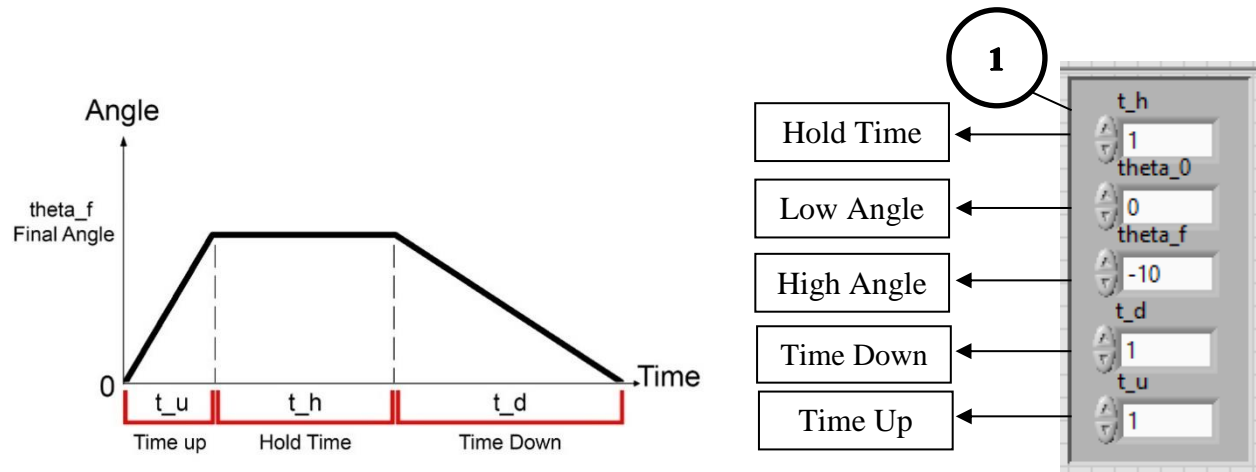 Angle
theta_f
Final Angle
0
Time
t_u
t_h
t_d
Time up
Hold Time
Time Down
1
Hold Time
Low Angle
High Angle
Time Down
Time Up
t_h
1
theta_0
0
theta_f
-10
t_d
1
t_u
1